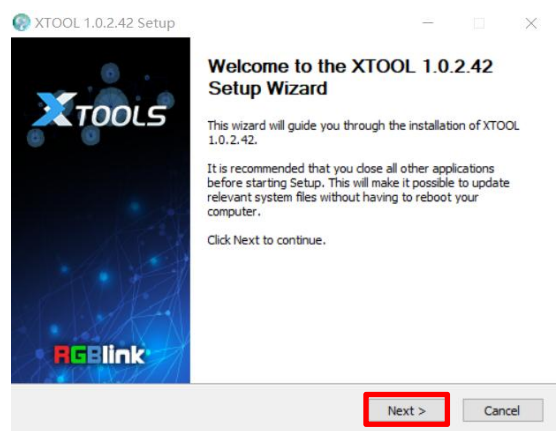 XTOOL 1.0.2.42 Setup
XTOOLS
Welcome to the XTOOL 1.0.2.42
Setup Wizard
This wizard will guide you through the installation of XTOOL
1.0.2.42.
It is recommended that you close all other applications
before starting Setup. This will make it possible to update
relevant system files without having to reboot your
computer.
Click Next to continue.
RGBlink
Next >
Cancel